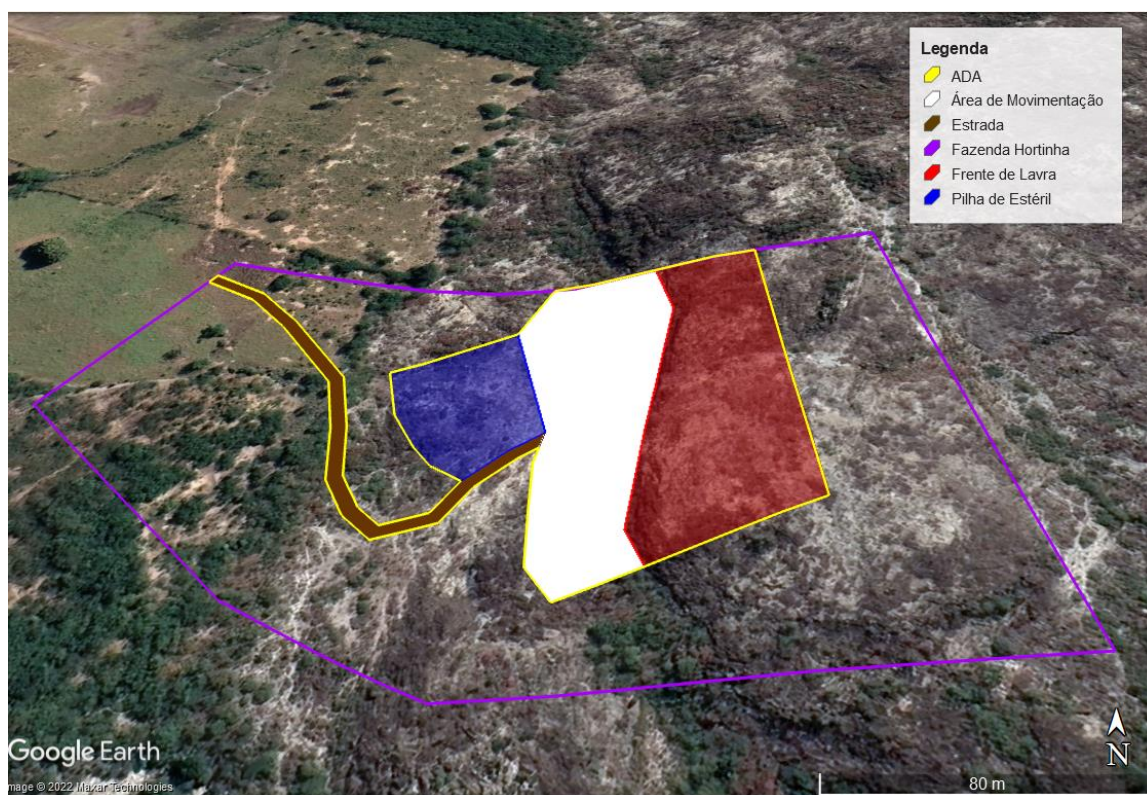 Legenda
ADA
Área de Movimentação
Estrada
Fazenda Hortinha
Frente de Lavra
Pilha de Estéril
Google Earth
mage © 2022 Maxar Technologies
80 m
N